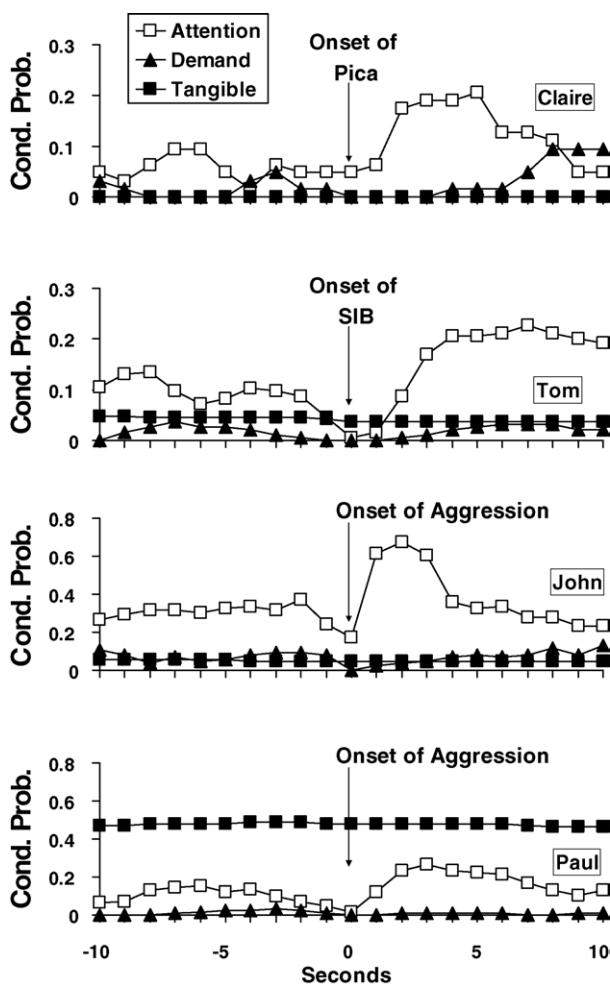 Attention
Demand
Tangible
Onset of
Pica
Claire
Cond. Prob.
0.3
0.2
0.1
0
Onset of
SIB
Tom
Cond. Prob.
0.3
0.2
0.1
0
Onset of Aggression
John
Cond. Prob.
0.8
0.6
0.4
0.2
0
Onset of Aggression
Paul
Cond. Prob.
0.8
0.6
0.4
0.2
0
-10 -5 0 5 10
Seconds